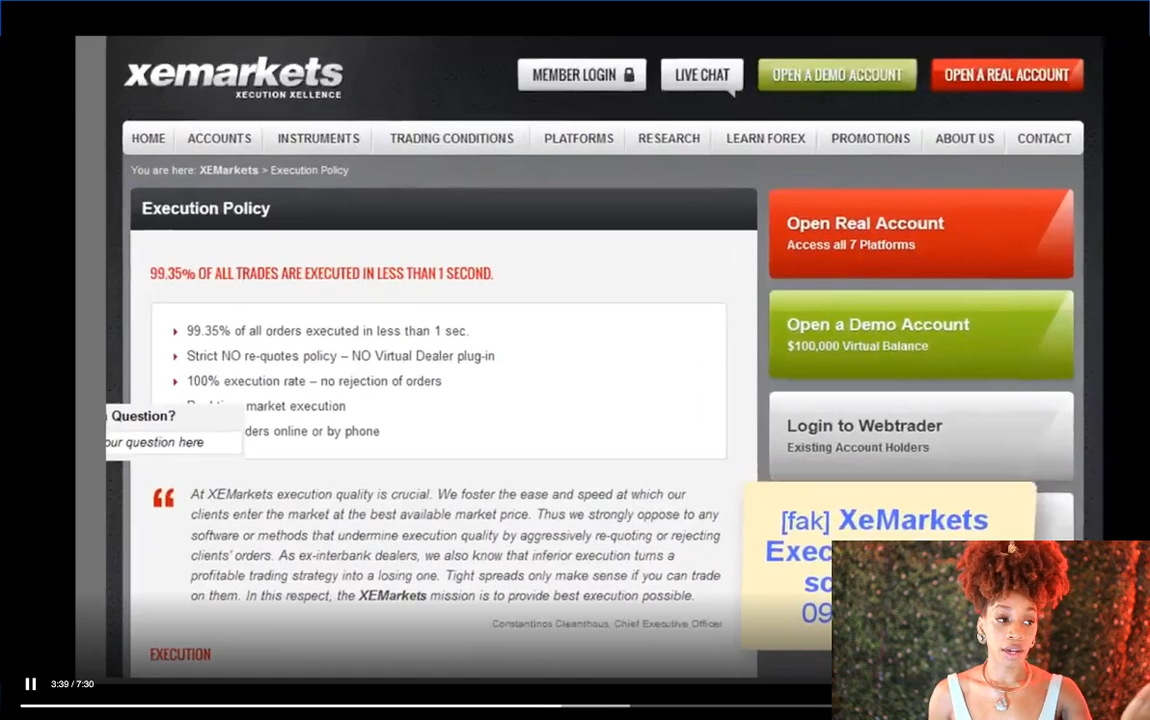 xemarkets
XECUTION XELLENCE
MEMBER LOGIN
LIVE CHAT
OPEN A DEMO ACCOUNT
OPEN A REAL ACCOUNT
HOME
ACCOUNTS
INSTRUMENTS
TRADING CONDITIONS
PLATFORMS
RESEARCH
LEARN FOREX
PROMOTIONS
ABOUT US
CONTACT
You are here: XEMarkets > Execution Policy
Execution Policy
99.35% OF ALL TRADES ARE EXECUTED IN LESS THAN 1 SECOND.
99.35% of all orders executed in less than 1 sec.
Strict NO re-quotes policy – NO Virtual Dealer plug-in
100% execution rate – no rejection of orders
market execution
online or by phone
Question?
question here
“ At XEMarkets execution quality is crucial. We foster the ease and speed at which our
clients enter the market at the best available market price. Thus we strongly oppose to any
software or methods that undermine execution quality by aggressively re-quoting or rejecting
clients' orders. As ex-interbank dealers, we also know that inferior execution turns a
profitable trading strategy into a losing one. Tight spreads only make sense if you can trade
on them. In this respect, the XEMarkets mission is to provide best execution possible.
Constantinos Cleanthous, Chief Executive Officer
EXECUTION
Open Real Account
Access all 7 Platforms
Open a Demo Account
$100,000 Virtual Balance
Login to Webtrader
Existing Account Holders
[fak] XeMarkets
3:39 / 7:30